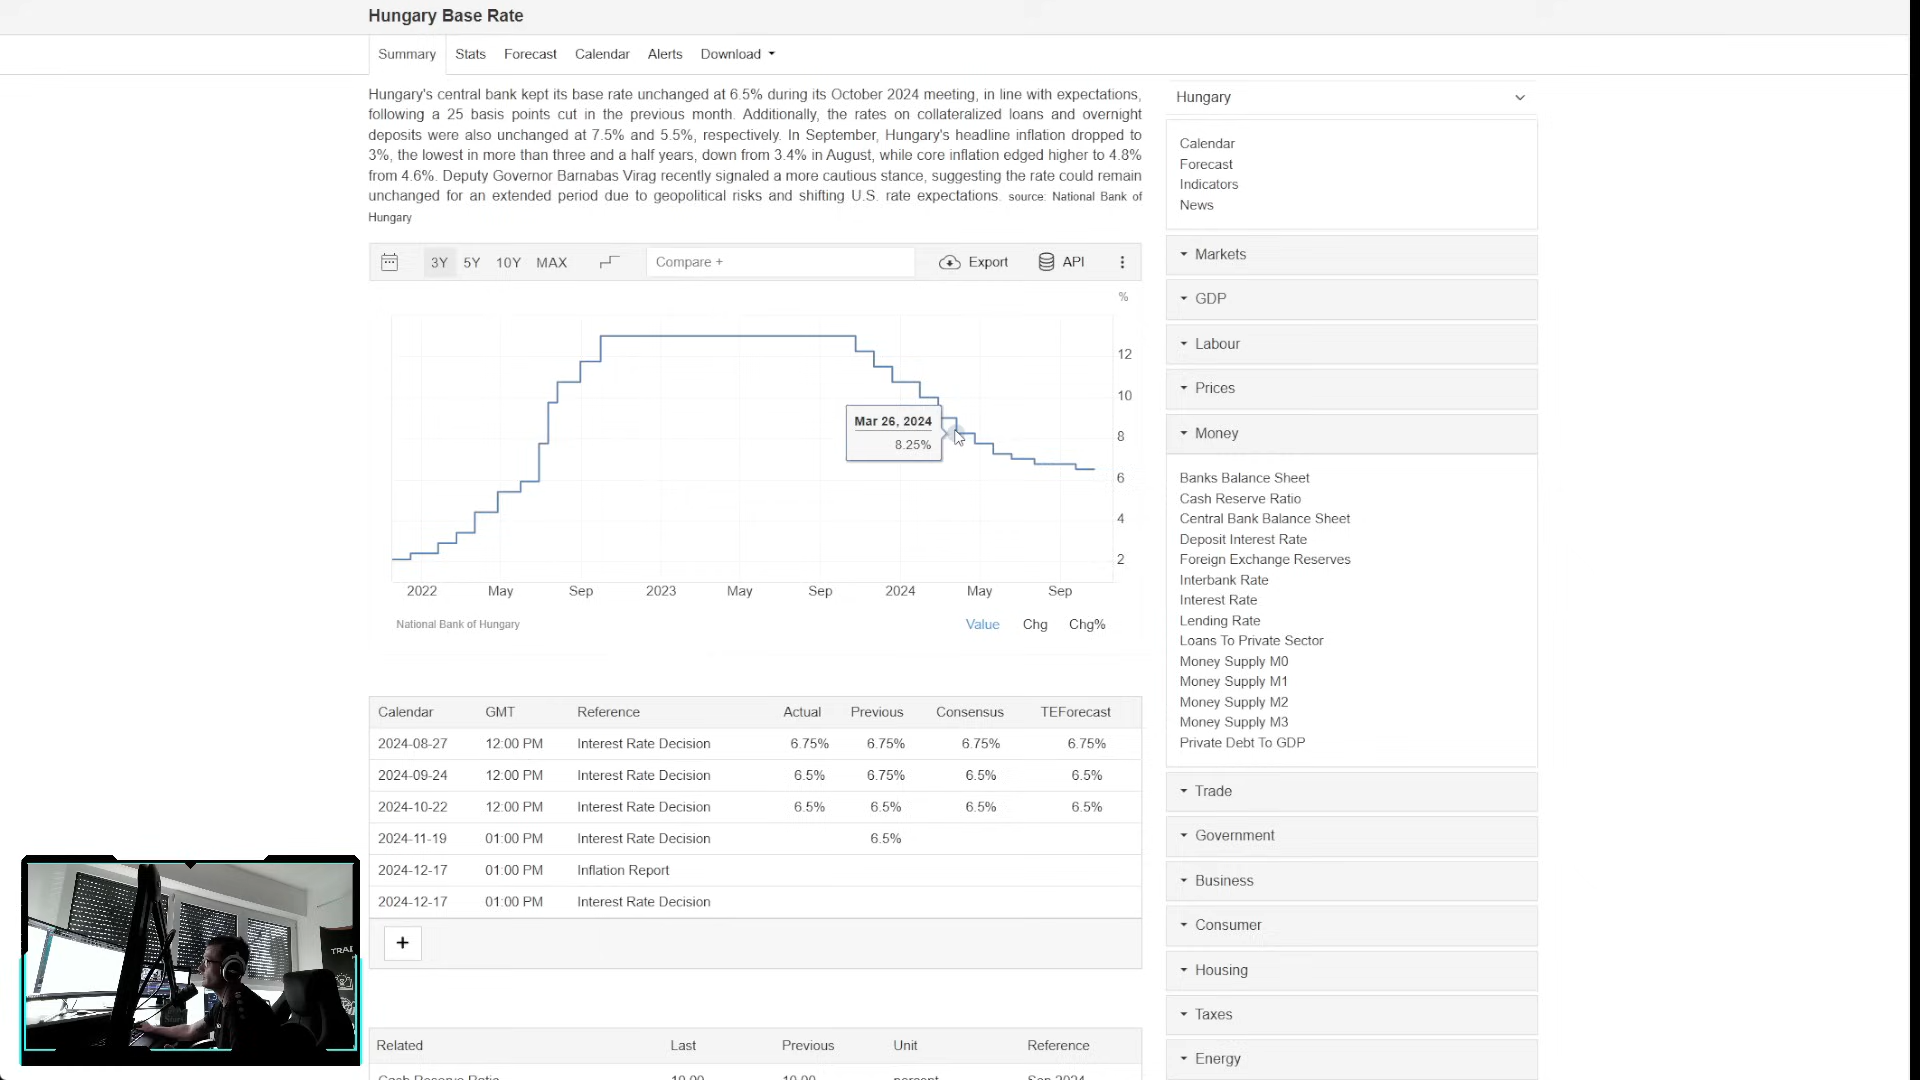 Hungary Base Rate
Summary Stats Forecast Calendar Alerts Download
Hungary's central bank kept its base rate unchanged at 6.5% during its October 2024 meeting, in line with expectations,
following a 25 basis points cut in the previous month. Additionally, the rates on collateralized loans and overnight
deposits were also unchanged at 7.5% and 5.5%, respectively. In September, Hungary's headline inflation dropped to
3%, the lowest in more than three and a half years, down from 3.4% in August, while core inflation edged higher to 4.8%
from 4.6%. Deputy Governor Barnabas Virag recently signaled a more cautious stance, suggesting the rate could remain
unchanged for an extended period due to geopolitical risks and shifting U.S. rate expectations. source: National Bank of
Hungary
3Y 5Y 10Y MAX Compare + Export API
%
12
10
8
6
4
2
Mar 26, 2024
8.25%
2022 May Sep 2023 May Sep 2024 May Sep
National Bank of Hungary Value Chg Chg%
Calendar GMT Reference Actual Previous Consensus TEForecast
2024-08-27 12:00 PM Interest Rate Decision 6.75% 6.75% 6.75% 6.75%
2024-09-24 12:00 PM Interest Rate Decision 6.5% 6.75% 6.5% 6.5%
2024-10-22 12:00 PM Interest Rate Decision 6.5% 6.5% 6.5% 6.5%
2024-11-19 01:00 PM Interest Rate Decision 6.5%
2024-12-17 01:00 PM Inflation Report
2024-12-17 01:00 PM Interest Rate Decision
+
Related Last Previous Unit Reference
Cash Reserve Ratio 10.00 10.00 percent Sep 2024
Hungary
Calendar
Forecast
Indicators
News
Markets
GDP
Labour
Prices
Money
Banks Balance Sheet
Cash Reserve Ratio
Central Bank Balance Sheet
Deposit Interest Rate
Foreign Exchange Reserves
Interbank Rate
Interest Rate
Lending Rate
Loans To Private Sector
Money Supply M0
Money Supply M1
Money Supply M2
Money Supply M3
Private Debt To GDP
Trade
Government
Business
Consumer
Housing
Taxes
Energy
TRAI